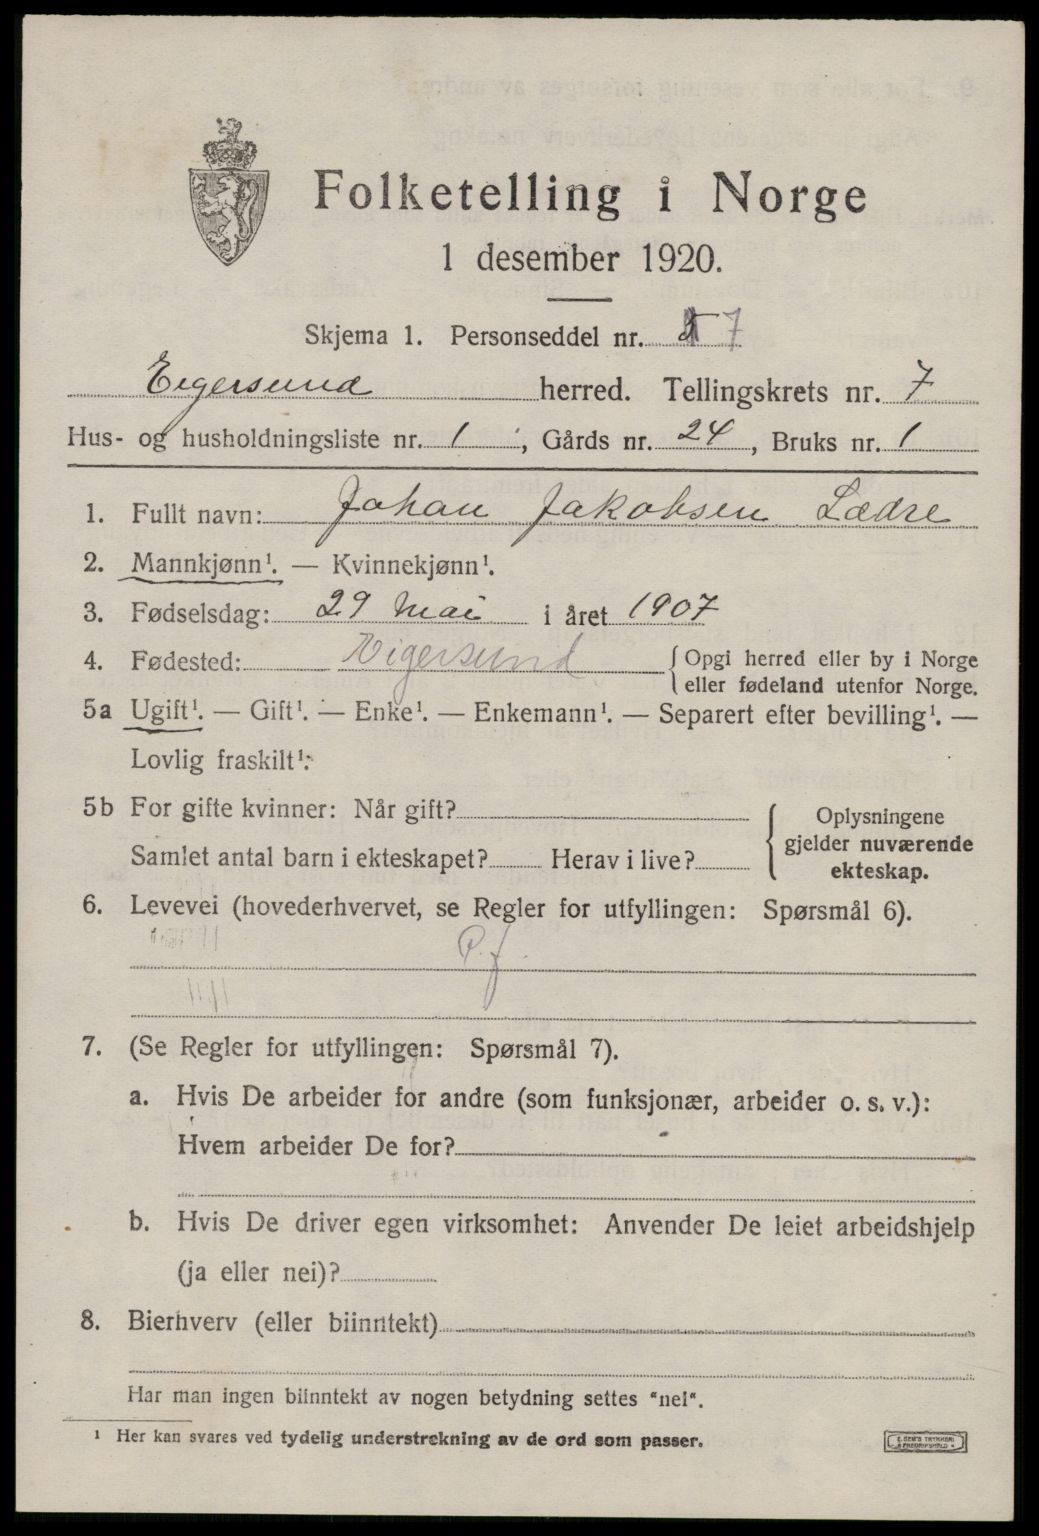 Folketelling i Norge
1 desember 1920.
Skjema 1. Personseddel nr. 7
Eigersund herred. Tellingskrets nr. 7
Hus- og husholdningsliste nr. 1, Gårds nr. 24, Bruks nr. 1
1. Fullt navn: Johan Jakobsen Lædre
2. Mannkjønn¹. — Kvinnekjønn¹.
3. Fødselsdag: 29 Mai i året 1907
4. Fødested: Eigersund { Opgi herred eller by i Norge
eller fødeland utenfor Norge.
5a Ugift¹. — Gift¹. — Enke¹. — Enkemann¹. — Separert efter bevilling¹. —
Lovlig fraskilt¹:
5b For gifte kvinner: Når gift?
Samlet antal barn i ekteskapet? Herav i live?
Oplysningene
gjelder nuværende
ekteskap.
6. Levevei (hovederhvervet, se Regler for utfyllingen: Spørsmål 6).
P. f.
7. (Se Regler for utfyllingen: Spørsmål 7).
a. Hvis De arbeider for andre (som funksjonær, arbeider o. s. v.):
Hvem arbeider De for?
b. Hvis De driver egen virksomhet: Anvender De leiet arbeidshjelp
(ja eller nei)?
8. Bierhverv (eller biinntekt)
Har man ingen biinntekt av nogen betydning settes "nei".
¹ Her kan svares ved tydelig understrekning av de ord som passer.